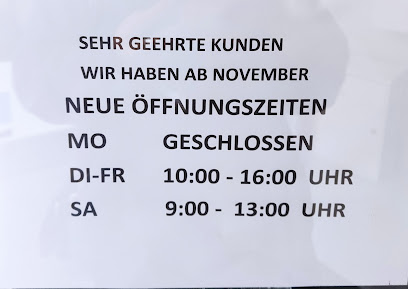 SEHR GEEHRTE KUNDEN
WIR HABEN AB NOVEMBER
NEUE ÖFFNUNGSZEITEN
MO GESCHLOSSEN
DI-FR 10:00 - 16:00 UHR
SA 9:00 - 13:00 UHR